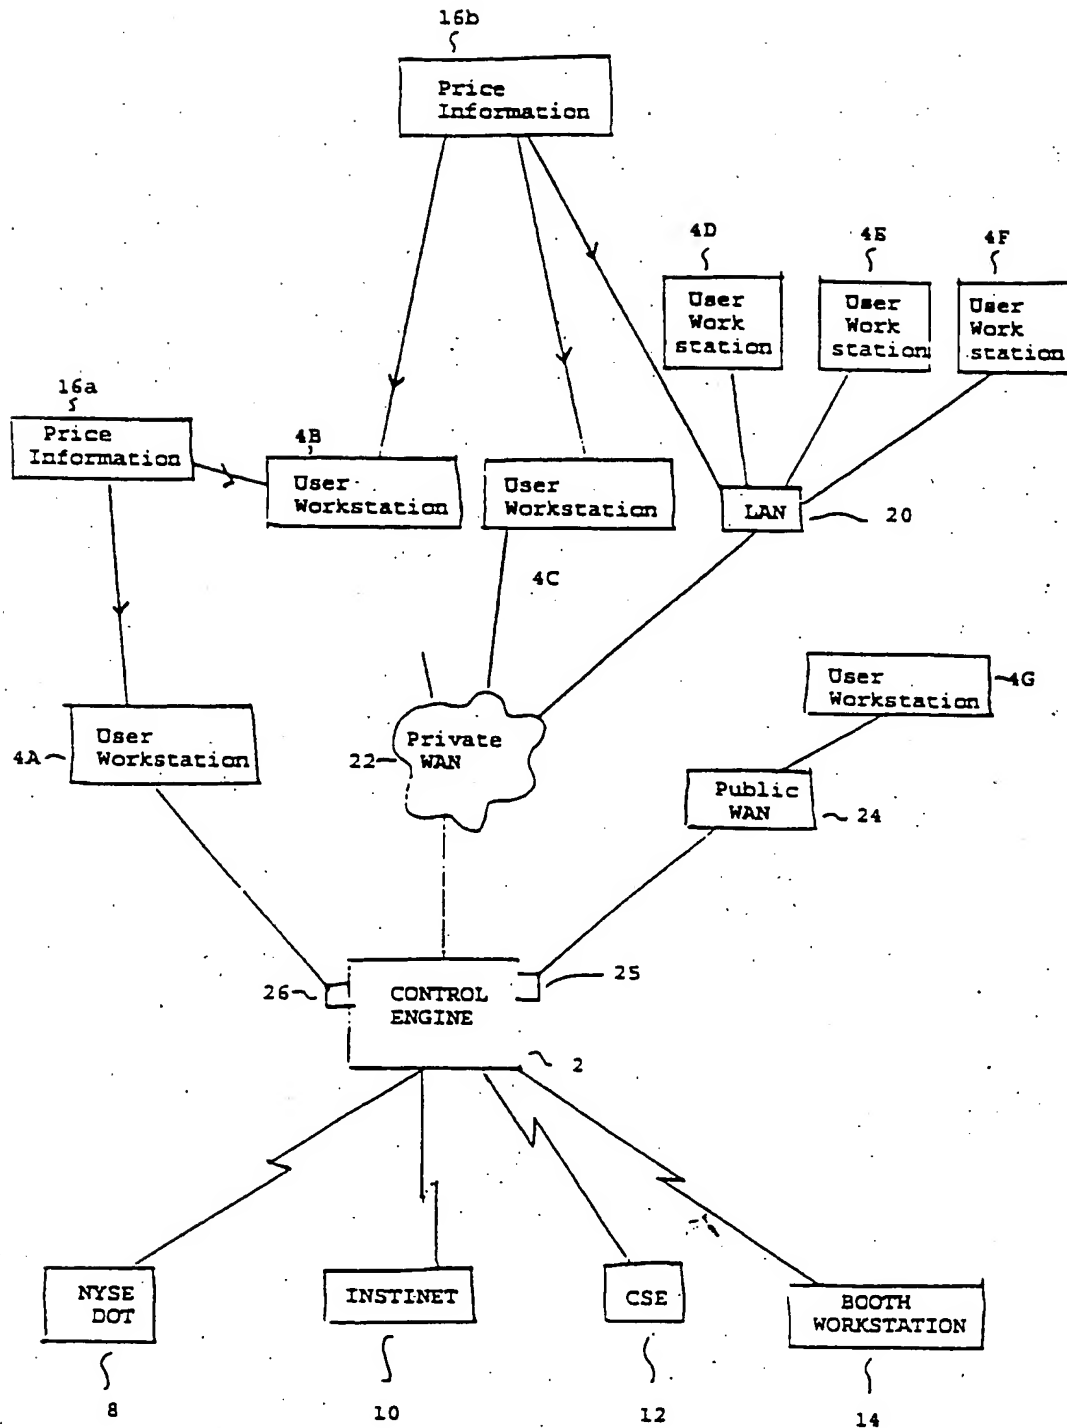 16b
Price
Information
4D
4E
4F
User
Work
station
User
Work
station
User
Work
station
16a
Price
Information
4B
User
Workstation
User
Workstation
LAN
20
4C
User
Workstation
4G
4A
User
Workstation
22
Private
WAN
Public
WAN
24
26
CONTROL
ENGINE
25
2
NYSE
DOT
INSTINET
CSE
BOOTH
WORKSTATION
8
10
12
14